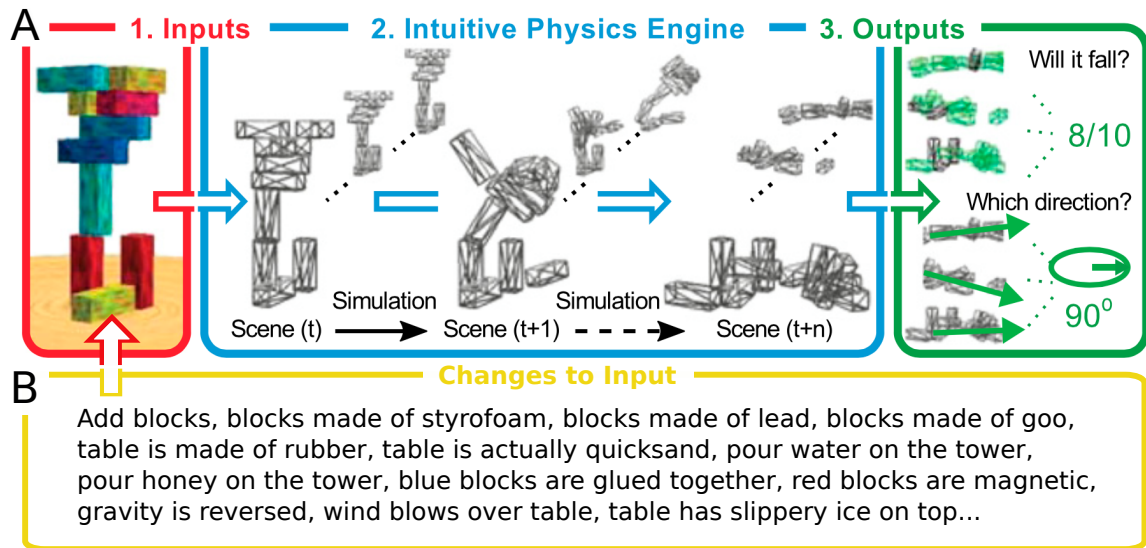 A
1. Inputs
2. Intuitive Physics Engine
3. Outputs
Will it fall?
8/10
Which direction?
90º
Simulation
Simulation
Scene (t)
Scene (t+1)
Scene (t+n)
B
Changes to Input
Add blocks, blocks made of styrofoam, blocks made of lead, blocks made of goo,
table is made of rubber, table is actually quicksand, pour water on the tower,
pour honey on the tower, blue blocks are glued together, red blocks are magnetic,
gravity is reversed, wind blows over table, table has slippery ice on top...